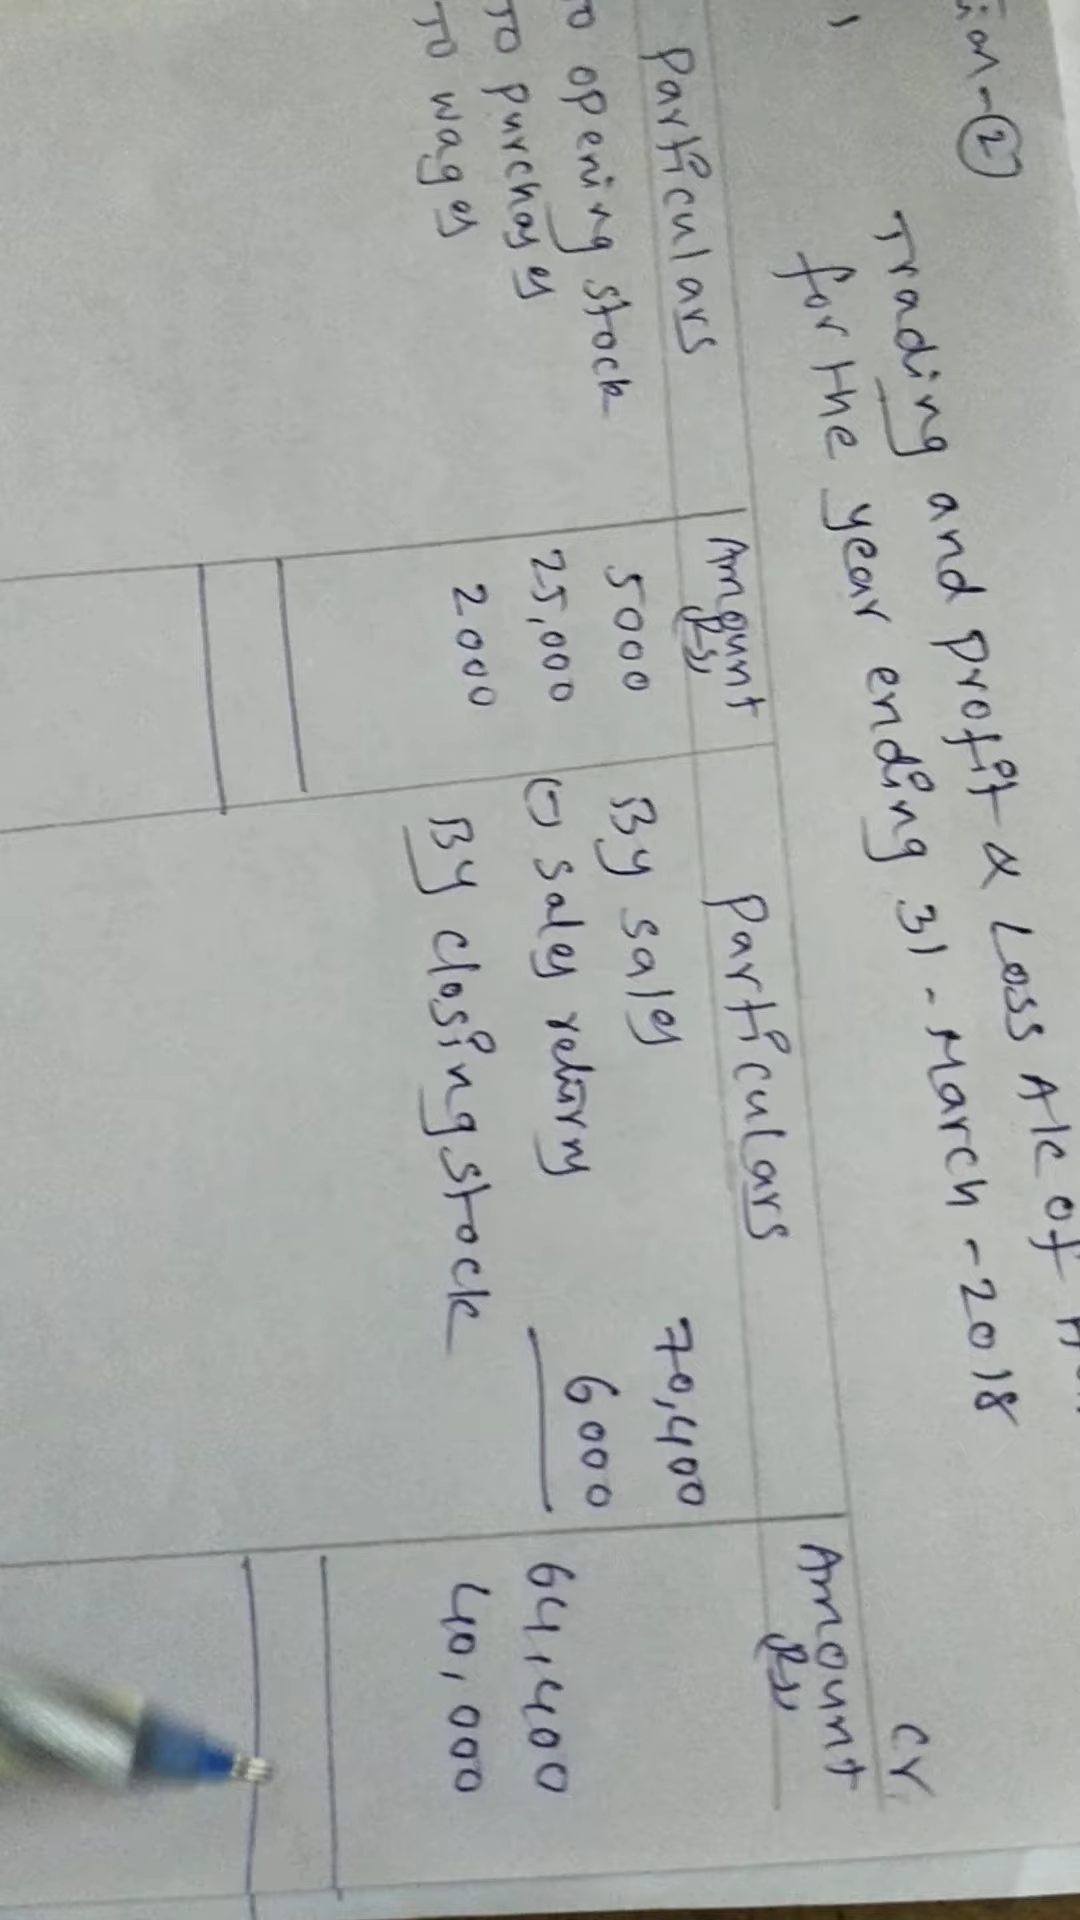 Trading and profit & Loss A/c of
for the year ending 31-March-2018
Cr
Particulars Amount Rs, Particulars Amount Rs,
To opening stock 5000 By sales 70,400
To purchases 25,000 (-) sales returns 6000 64,400
To wages 2000 By closing stock 40,000